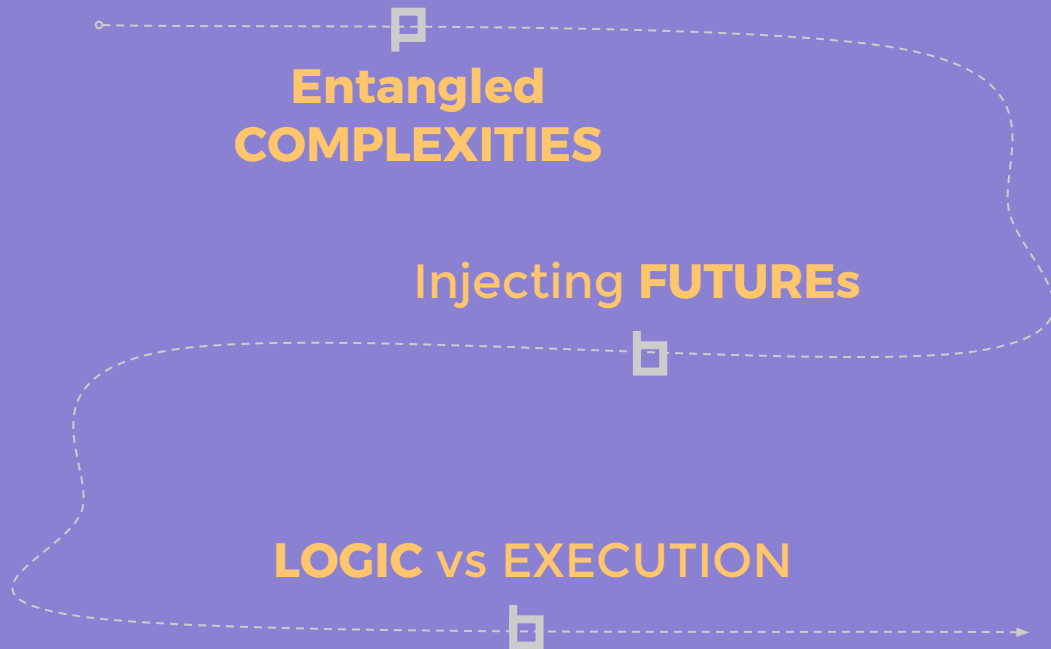 Entangled
COMPLEXITIES
Injecting FUTUREs
LOGIC vs EXECUTION